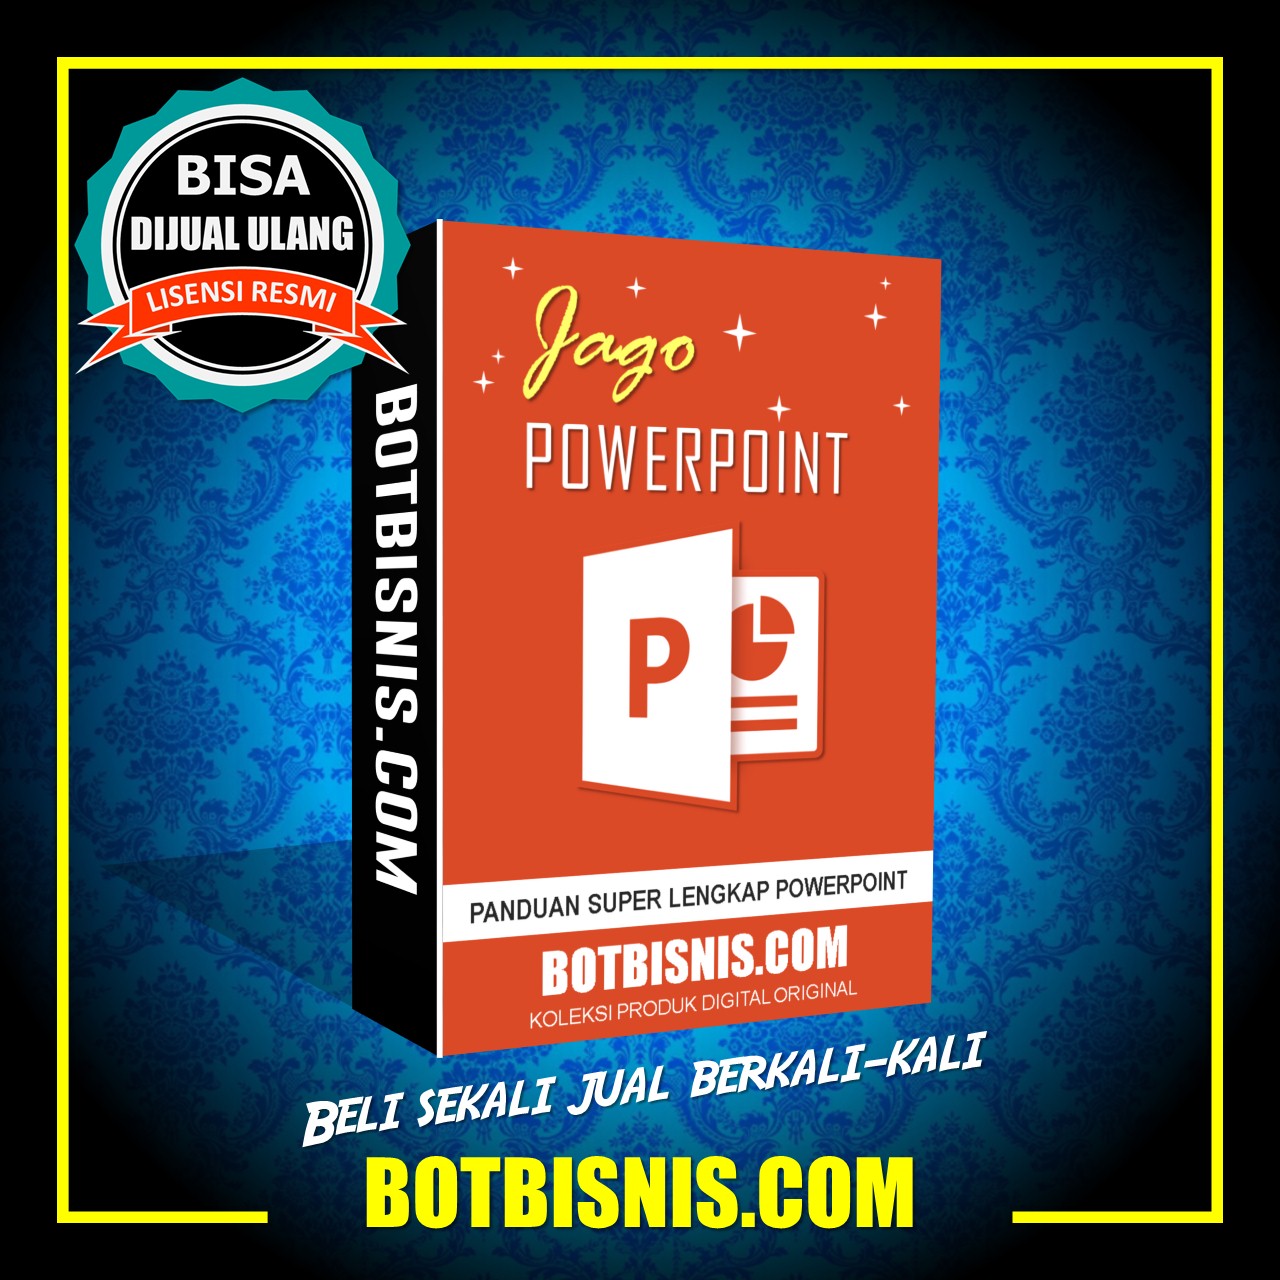 BISA
DIJUAL ULANG
LISENSI RESMI
Jago
POWERPOINT
P
BOTBISNIS.COM
PANDUAN SUPER LENGKAP POWERPOINT
BOTBISNIS.COM
KOLEKSI PRODUK DIGITAL ORIGINAL
BELI SEKALI JUAL BERKALI-KALI
BOTBISNIS.COM